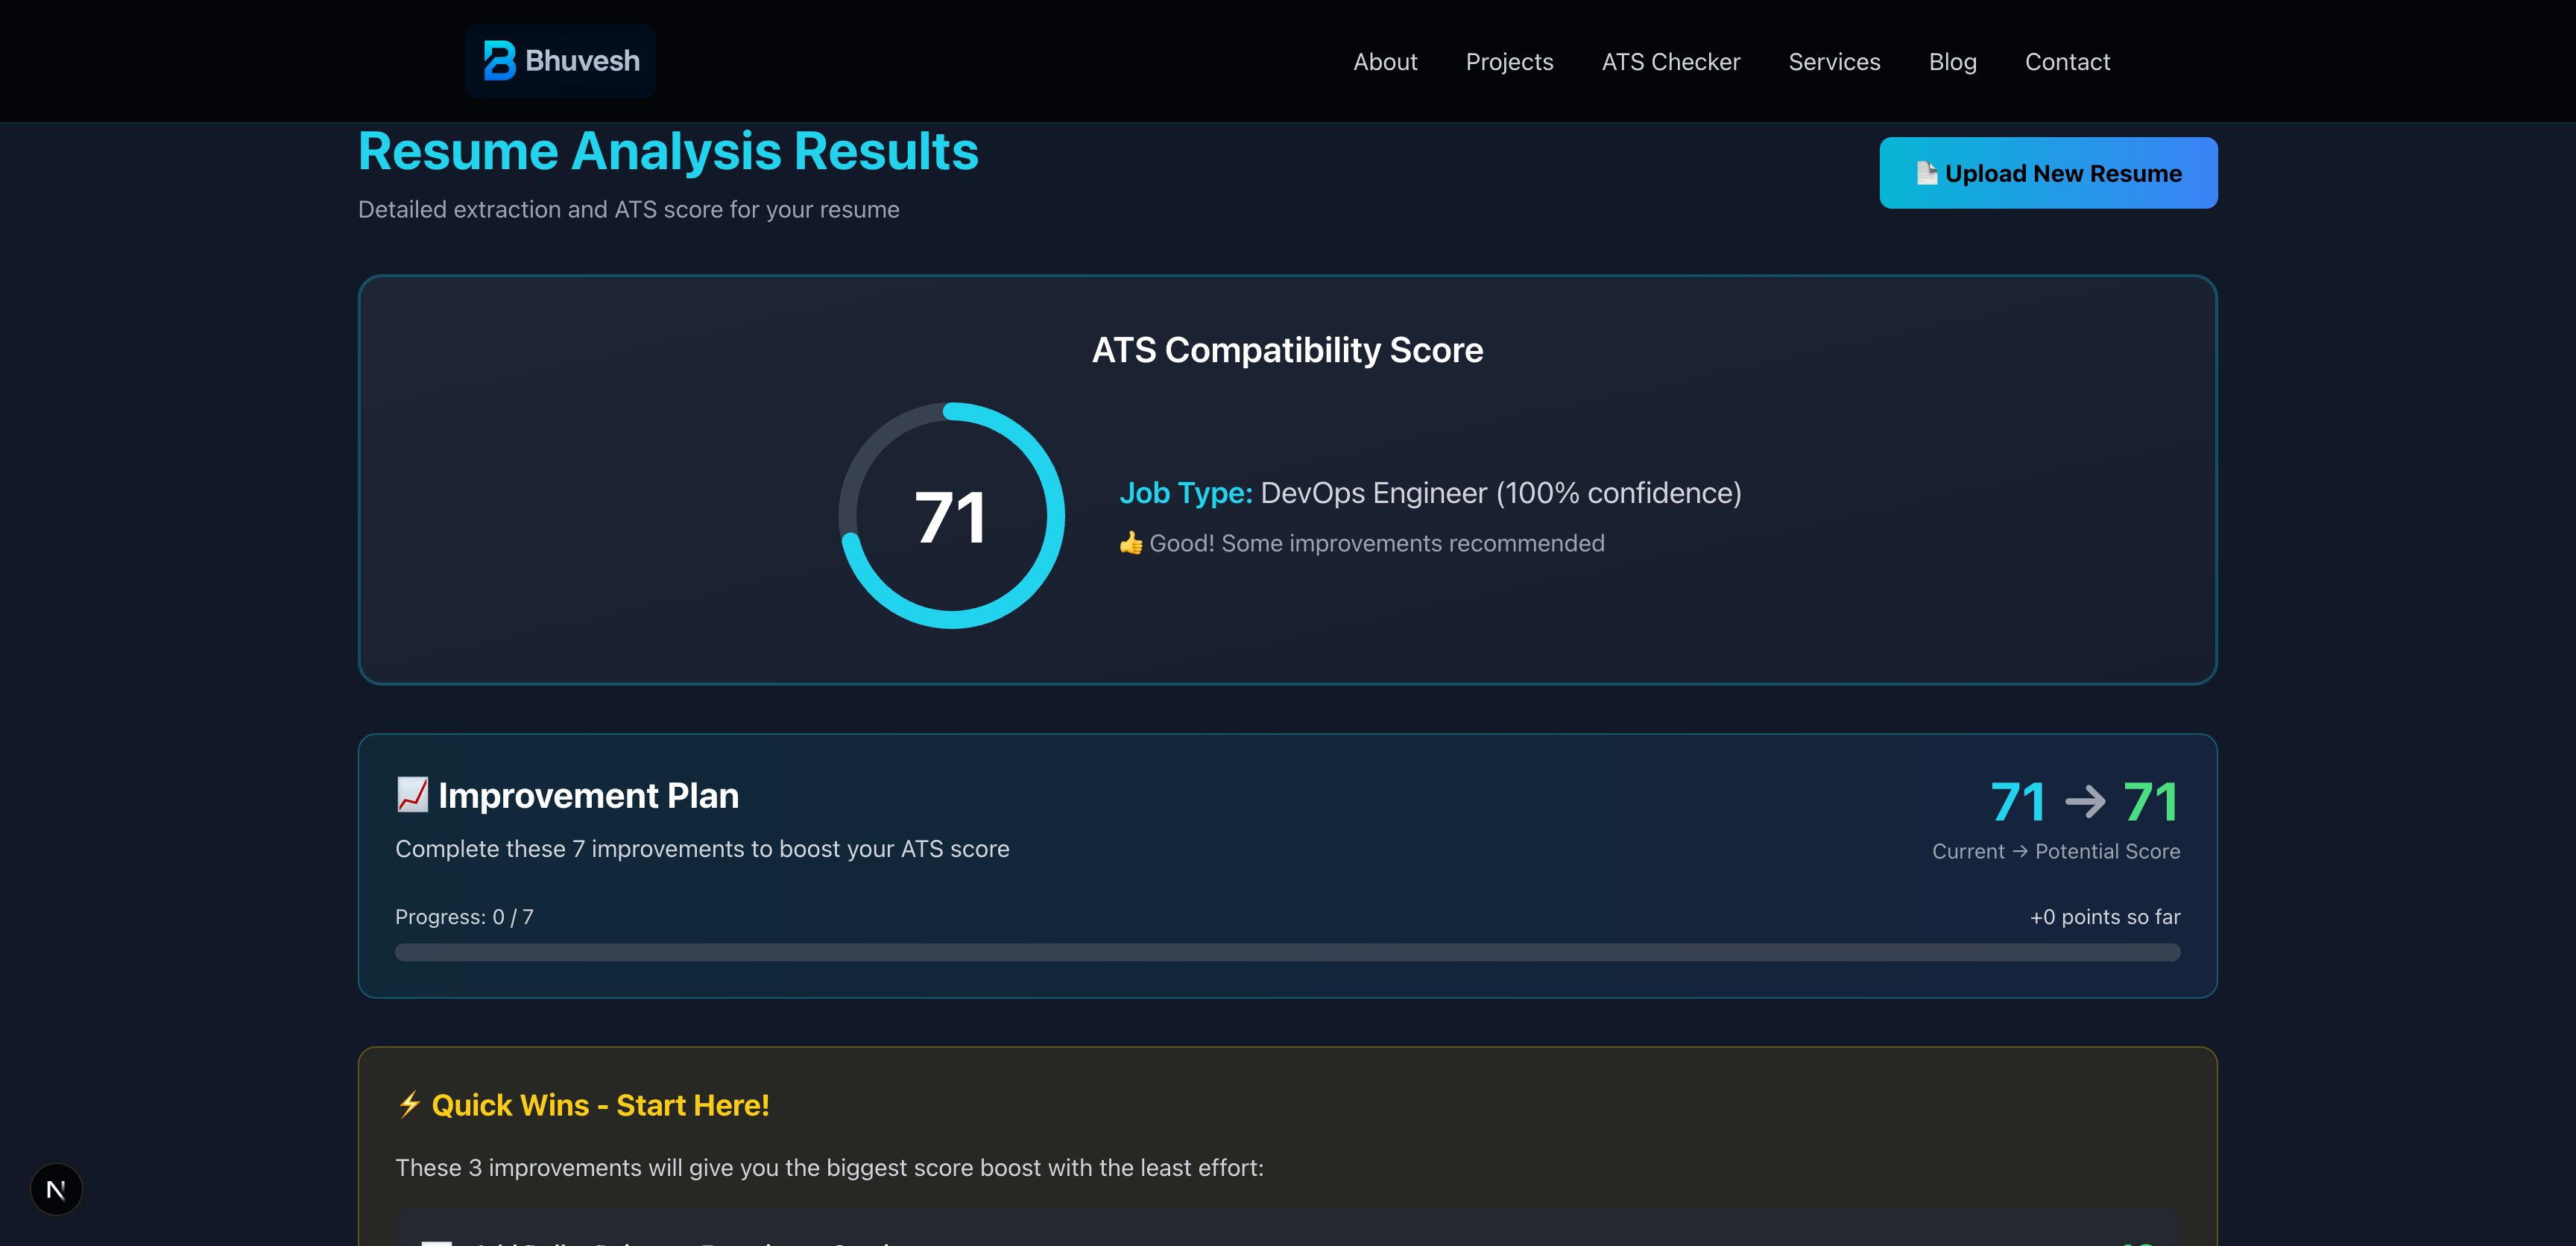 Bhuvesh
About
Projects
ATS Checker
Services
Blog
Contact
Resume Analysis Results
Detailed extraction and ATS score for your resume
Upload New Resume
ATS Compatibility Score
71
Job Type: DevOps Engineer (100% confidence)
👍 Good! Some improvements recommended
📈 Improvement Plan
Complete these 7 improvements to boost your ATS score
71 → 71
Current → Potential Score
Progress: 0 / 7
+0 points so far
⚡ Quick Wins - Start Here!
These 3 improvements will give you the biggest score boost with the least effort:
N